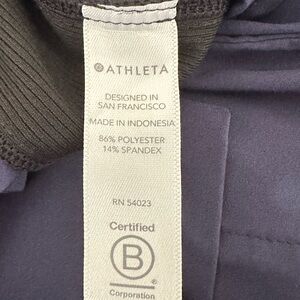 ATHLETA
DESIGNED IN
SAN FRANCISCO
MADE IN INDONESIA
86% POLYESTER
14% SPANDEX
RN 54023
Certified
B
Corporation